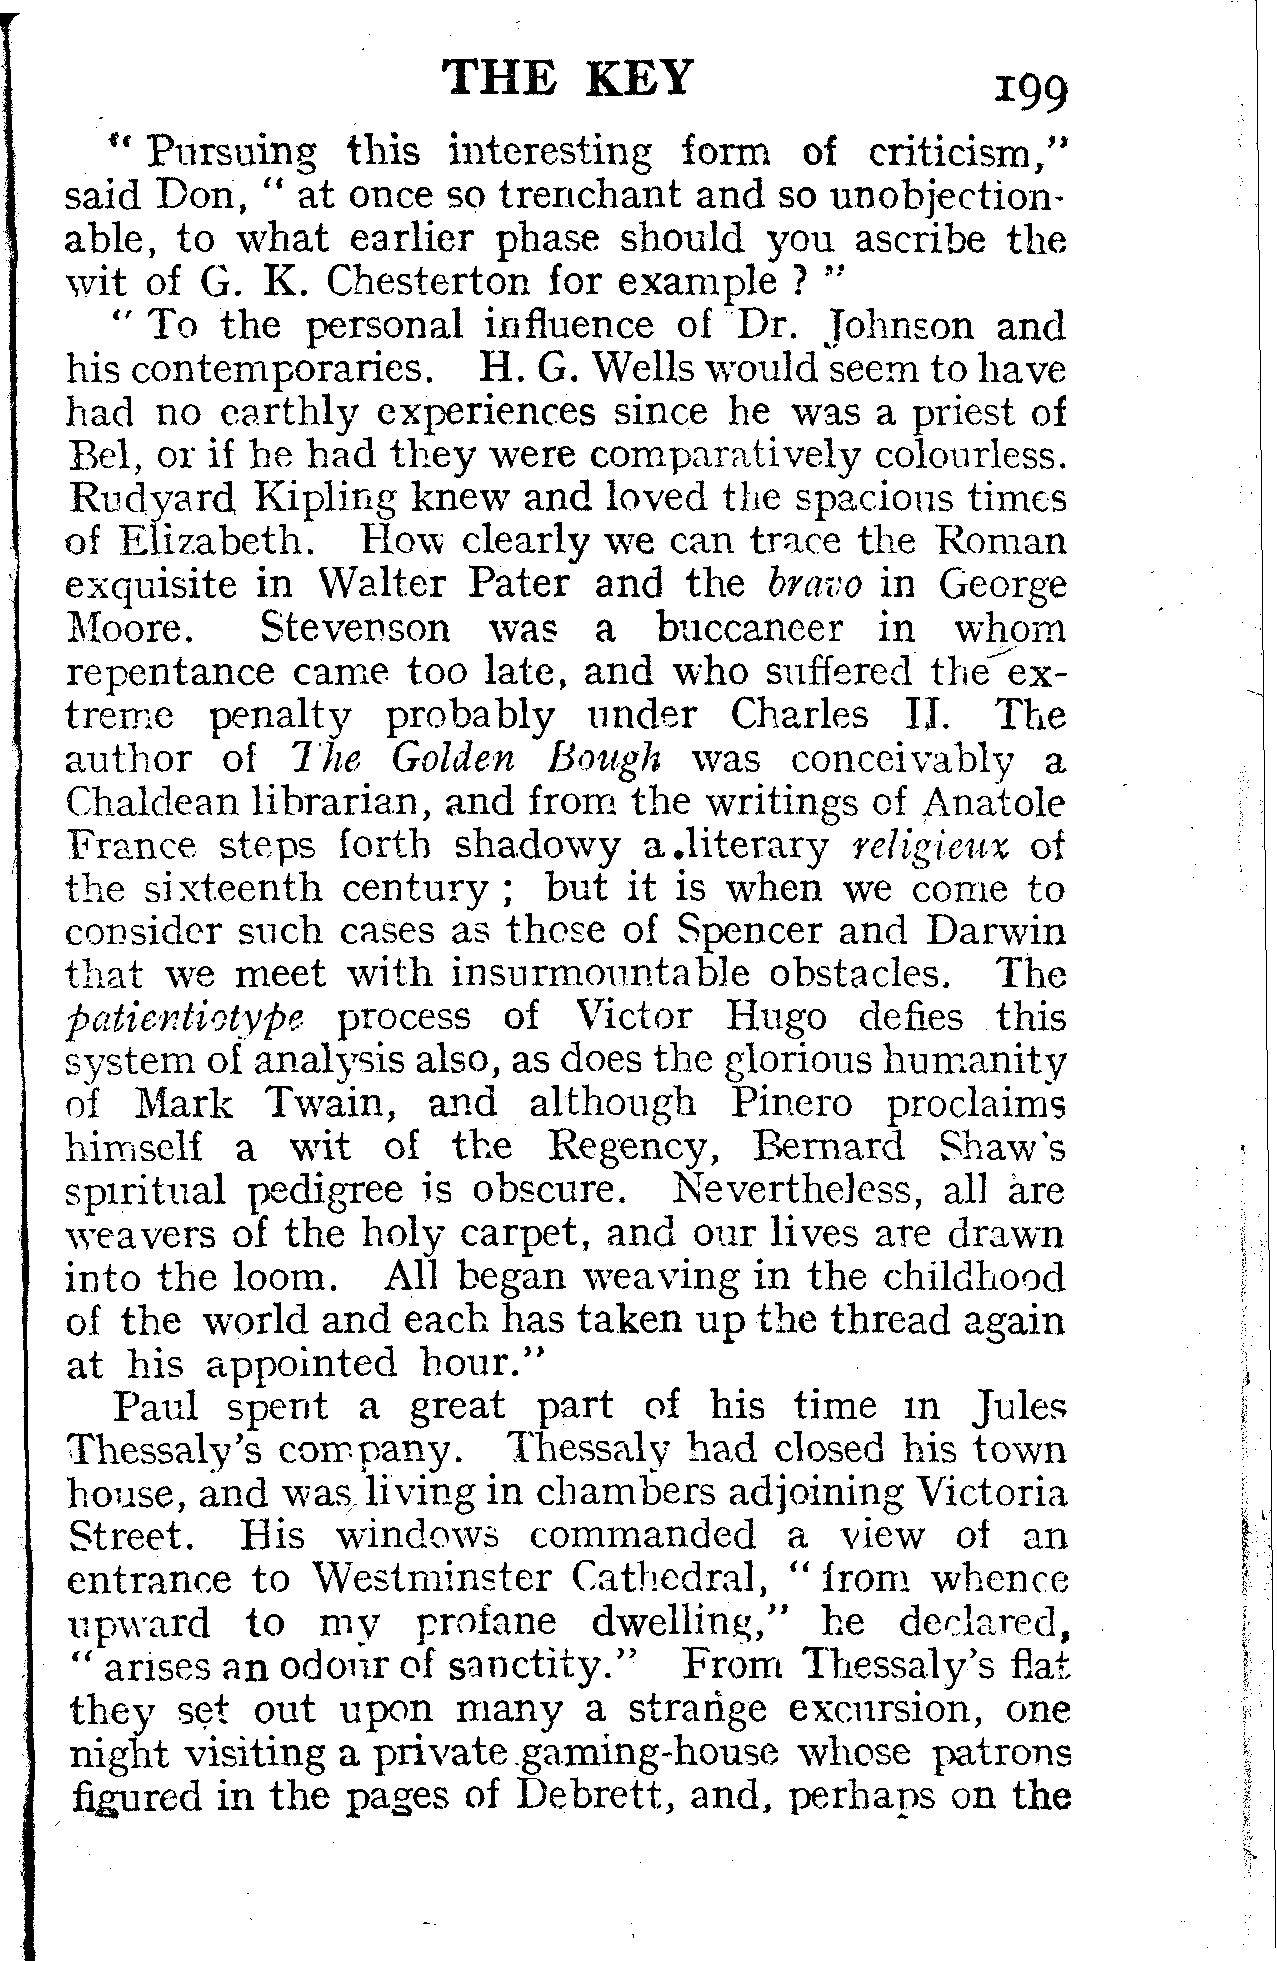 THE KEY 199
“ Pursuing this interesting form of criticism,”
said Don, “ at once so trenchant and so unobjection-
able, to what earlier phase should you ascribe the
wit of G. K. Chesterton for example ? ”
“ To the personal influence of Dr. Johnson and
his contemporaries. H. G. Wells would seem to have
had no earthly experiences since he was a priest of
Bel, or if he had they were comparatively colourless.
Rudyard Kipling knew and loved the spacious times
of Elizabeth. How clearly we can trace the Roman
exquisite in Walter Pater and the bravo in George
Moore. Stevenson was a buccaneer in whom
repentance came too late, and who suffered the ex-
treme penalty probably under Charles II. The
author of The Golden Bough was conceivably a
Chaldean librarian, and from the writings of Anatole
France steps forth shadowy a literary religieux of
the sixteenth century ; but it is when we come to
consider such cases as those of Spencer and Darwin
that we meet with insurmountable obstacles. The
patientiotype process of Victor Hugo defies this
system of analysis also, as does the glorious humanity
of Mark Twain, and although Pinero proclaims
himself a wit of the Regency, Bernard Shaw's
spiritual pedigree is obscure. Nevertheless, all are
weavers of the holy carpet, and our lives are drawn
into the loom. All began weaving in the childhood
of the world and each has taken up the thread again
at his appointed hour.”
Paul spent a great part of his time in Jules
Thessaly's company. Thessaly had closed his town
house, and was living in chambers adjoining Victoria
Street. His windows commanded a view of an
entrance to Westminster Cathedral, “ from whence
upward to my profane dwelling,” he declared,
“ arises an odour of sanctity.” From Thessaly's flat
they set out upon many a strange excursion, one
night visiting a private gaming-house whose patrons
figured in the pages of Debrett, and, perhaps on the